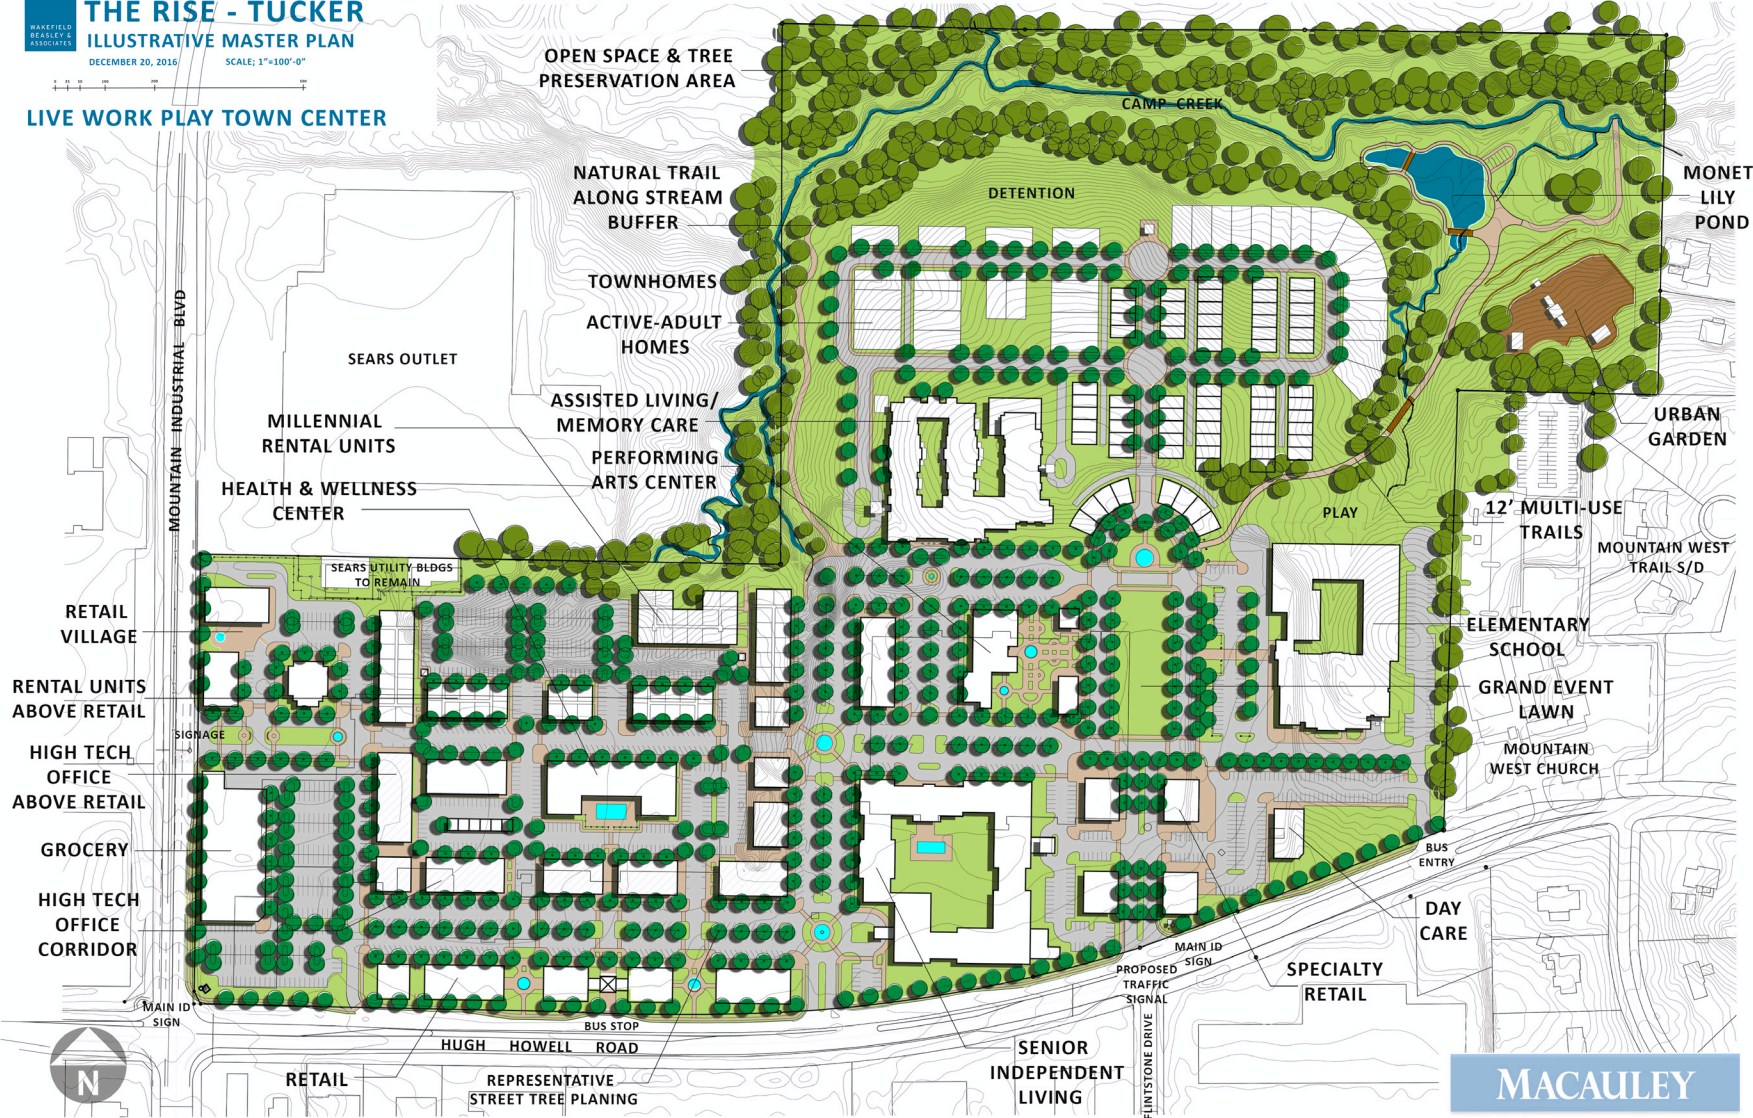 WAKEFIELD
BEASLEY &
ASSOCIATES
THE RISE - TUCKER
ILLUSTRATIVE MASTER PLAN
DECEMBER 20, 2016
SCALE; 1"=100'-0"
LIVE WORK PLAY TOWN CENTER
OPEN SPACE & TREE
PRESERVATION AREA
CAMP CREEK
NATURAL TRAIL
ALONG STREAM
BUFFER
DETENTION
MONET
LILY
POND
TOWNHOMES
ACTIVE-ADULT
HOMES
MOUNTAIN INDUSTRIAL BLVD
SEARS OUTLET
ASSISTED LIVING/
MEMORY CARE
MILLENNIAL
RENTAL UNITS
URBAN
GARDEN
PERFORMING
ARTS CENTER
HEALTH & WELLNESS
CENTER
PLAY
12' MULTI-USE
TRAILS
MOUNTAIN WEST
TRAIL S/D
SEARS UTILITY BLDGS
TO REMAIN
RETAIL
VILLAGE
ELEMENTARY
SCHOOL
RENTAL UNITS
ABOVE RETAIL
GRAND EVENT
LAWN
SIGNAGE
HIGH TECH
OFFICE
ABOVE RETAIL
MOUNTAIN
WEST CHURCH
GROCERY
BUS
ENTRY
HIGH TECH
OFFICE
CORRIDOR
DAY
CARE
MAIN ID
SIGN
PROPOSED
TRAFFIC
SIGNAL
SPECIALTY
RETAIL
MAIN ID
SIGN
BUS STOP
HUGH HOWELL ROAD
FLINTSTONE DRIVE
SENIOR
INDEPENDENT
LIVING
N
RETAIL
REPRESENTATIVE
STREET TREE PLANING
MACAULEY